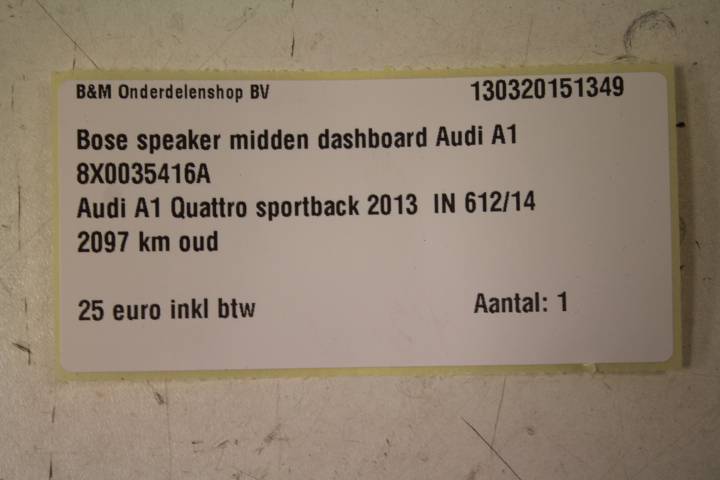 B&M Onderdelenshop BV 130320151349
Bose speaker midden dashboard Audi A1
8X0035416A
Audi A1 Quattro sportback 2013 IN 612/14
2097 km oud
25 euro inkl btw Aantal: 1